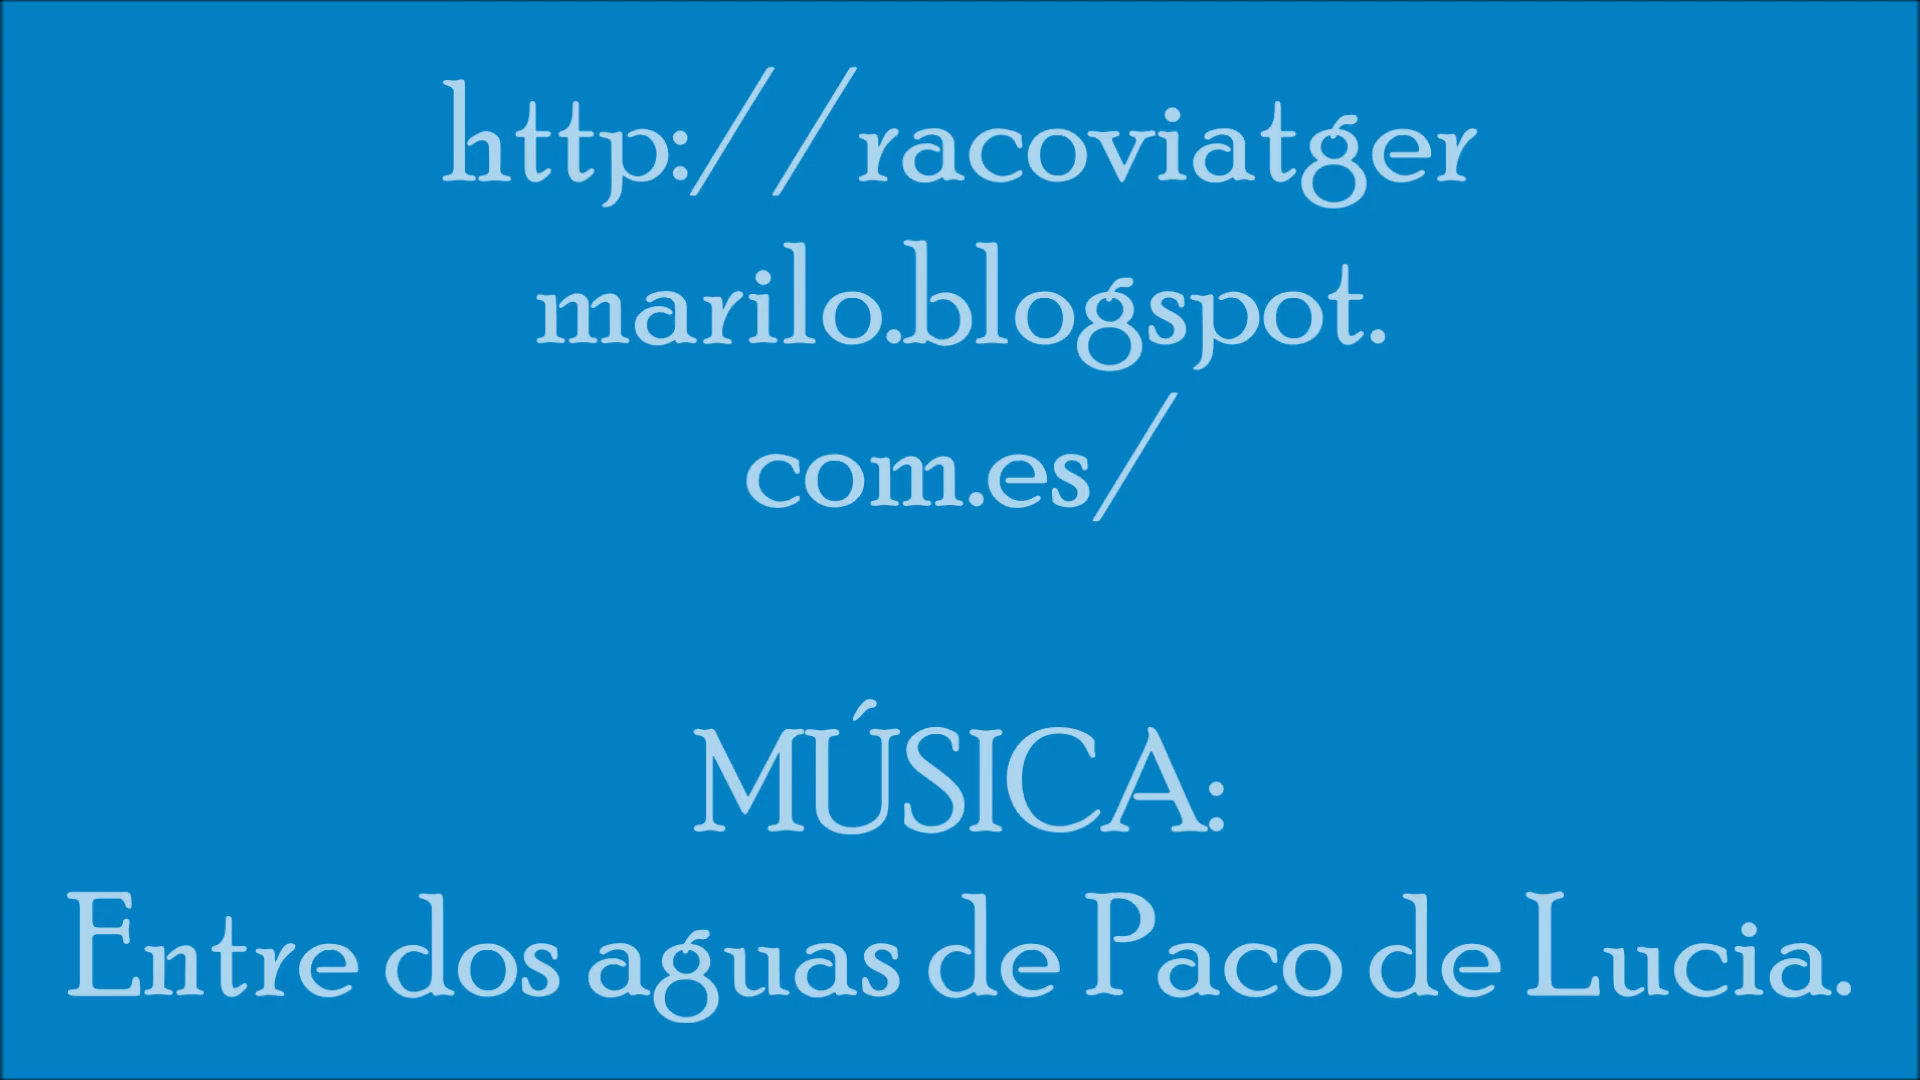 http://racoviatger
marilo.blogspot.
com.es/
MÚSICA:
Entre dos aguas de Paco de Lucia.